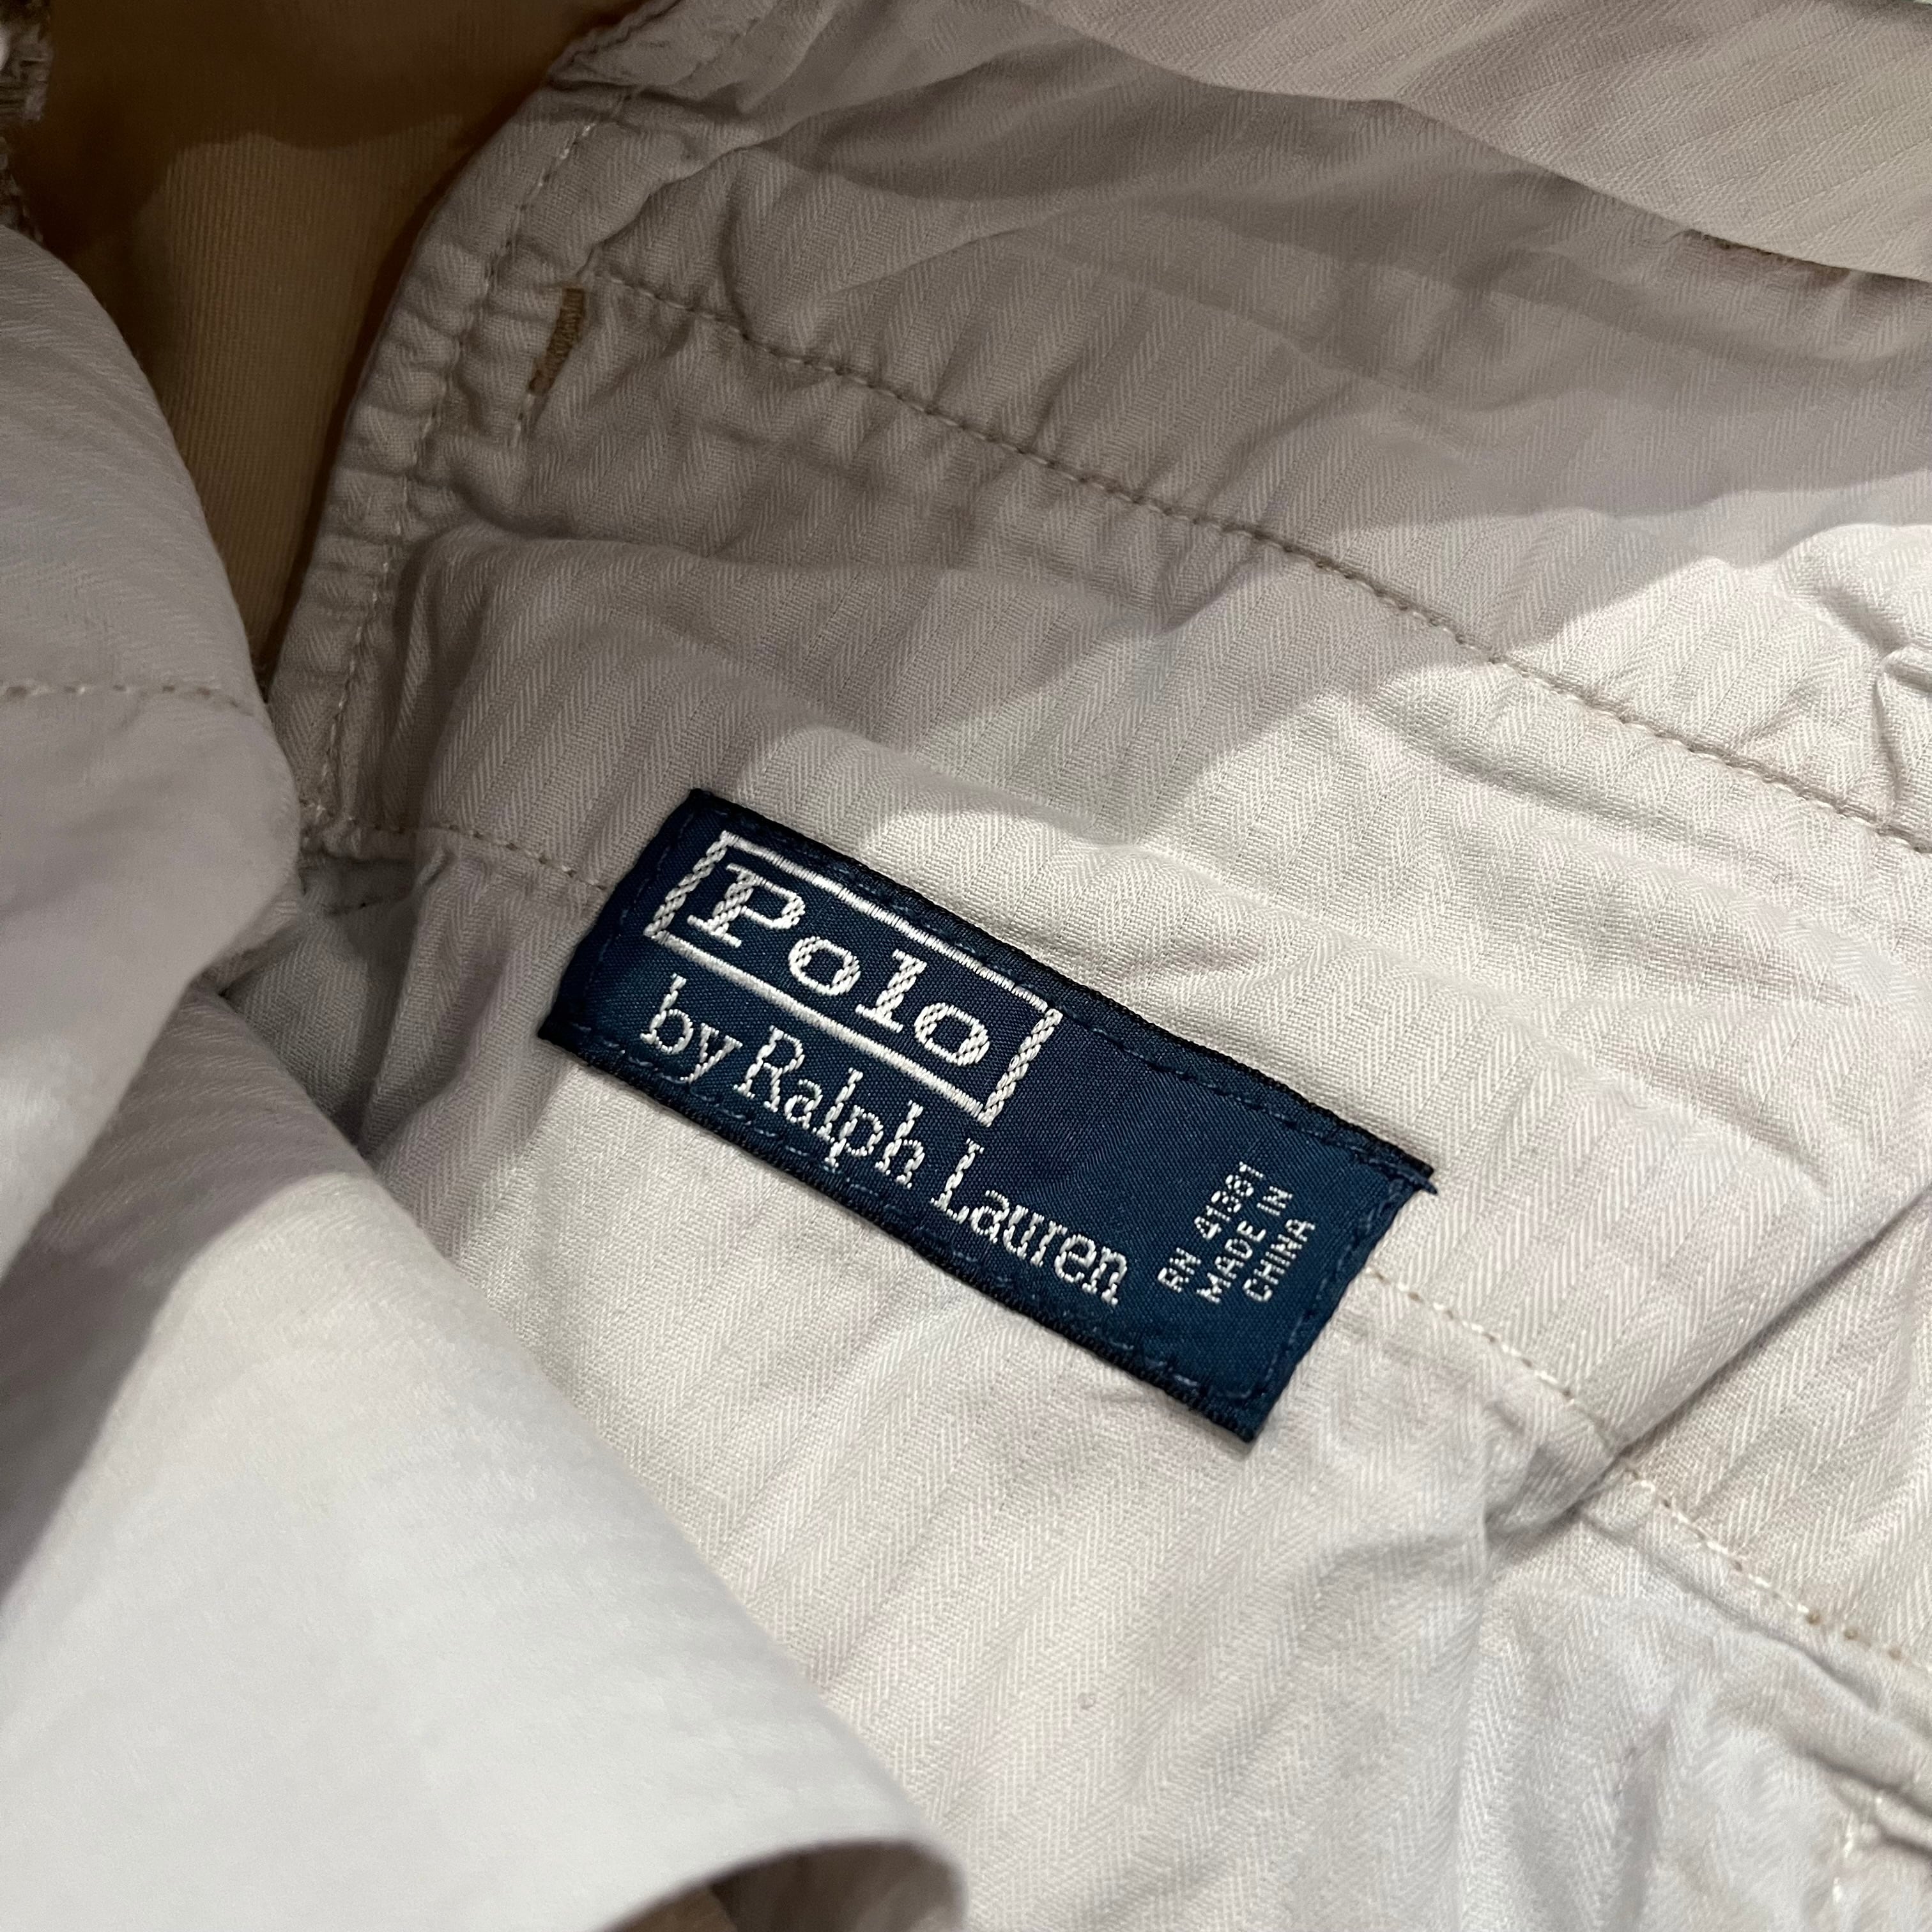 Polo
by Ralph Lauren
RN 41381
MADE IN
CHINA